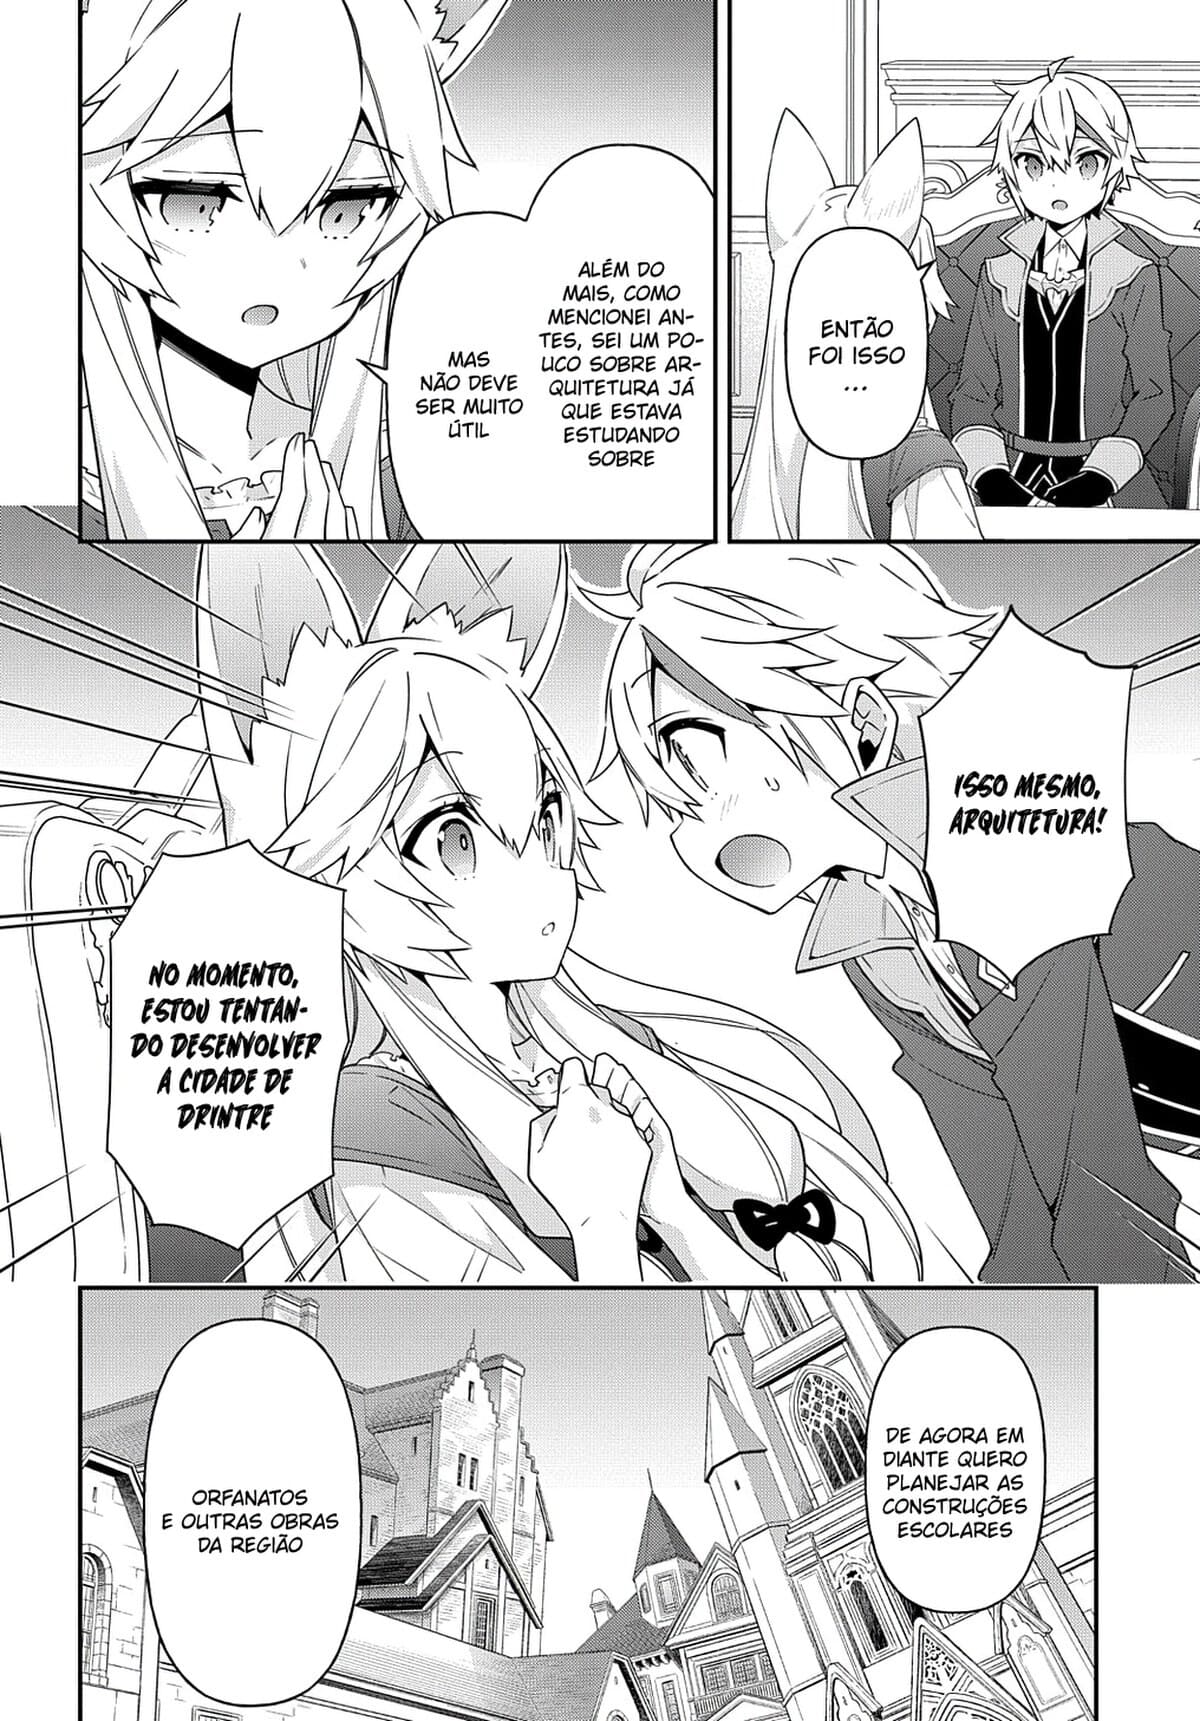 ENTÃO
FOI ISSO
...
ALÉM DO
MAIS, COMO
MENCIONEI AN-
TES, SEI UM PO-
UCO SOBRE AR-
QUITETURA JÁ
QUE ESTAVA
ESTUDANDO
SOBRE
MAS
NÃO DEVE
SER MUITO
ÚTIL
ISSO MESMO,
ARQUITETURA!
NO MOMENTO,
ESTOU TENTAN-
DO DESENVOLVER
A CIDADE DE
DRINTRE
DE AGORA EM
DIANTE QUERO
PLANEJAR AS
CONSTRUÇÕES
ESCOLARES
ORFANATOS
E OUTRAS OBRAS
DA REGIÃO